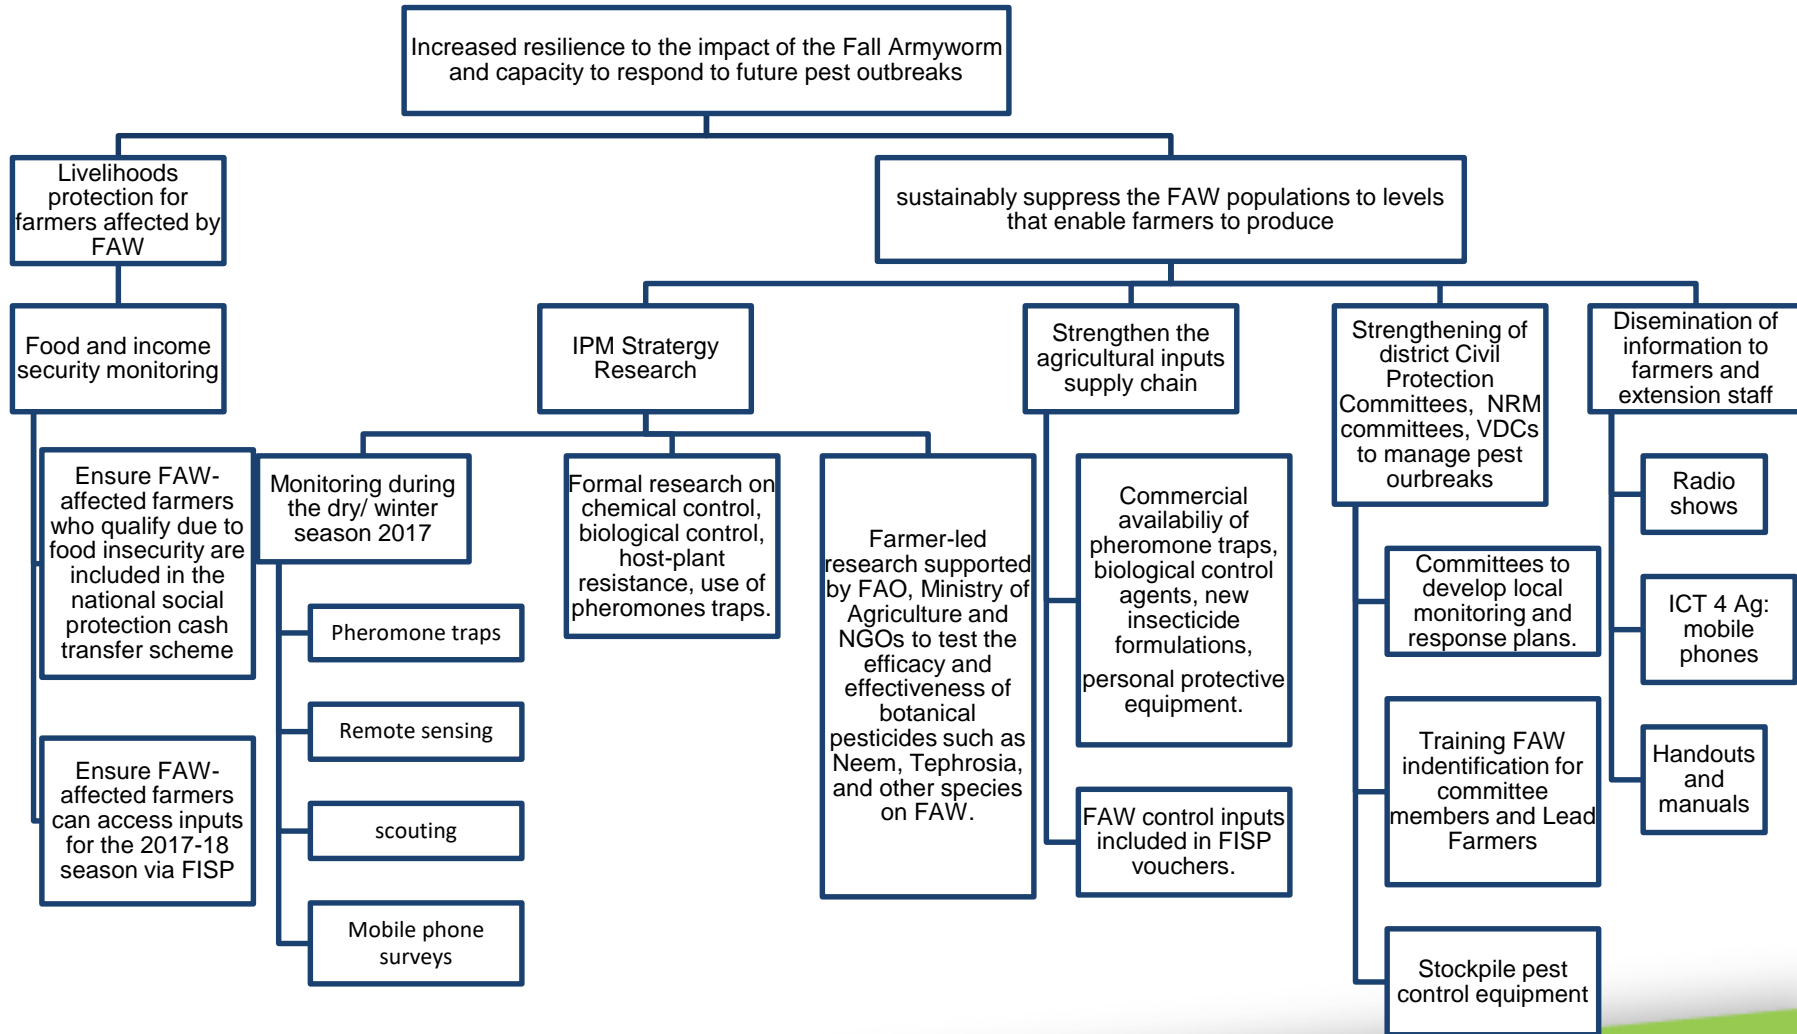 Increased resilience to the impact of the Fall Armyworm
and capacity to respond to future pest outbreaks
Livelihoods
protection for
farmers affected by
FAW
sustainably suppress the FAW populations to levels
that enable farmers to produce
Food and income
security monitoring
IPM Stratergy
Research
Strengthen the
agricultural inputs
supply chain
Strengthening of
district Civil
Protection
Committees, NRM
committees, VDCs
to manage pest
ourbreaks
Disemination of
information to
farmers and
extension staff
Ensure FAW-
affected farmers
who qualify due to
food insecurity are
included in the
national social
protection cash
transfer scheme
Ensure FAW-
affected farmers
can access inputs
for the 2017-18
season via FISP
Monitoring during
the dry/ winter
season 2017
Pheromone traps
Remote sensing
scouting
Mobile phone
surveys
Formal research on
chemical control,
biological control,
host-plant
resistance, use of
pheromones traps.
Farmer-led
research supported
by FAO, Ministry of
Agriculture and
NGOs to test the
efficacy and
effectiveness of
botanical
pesticides such as
Neem, Tephrosia,
and other species
on FAW.
Commercial
availabiliy of
pheromone traps,
biological control
agents, new
insecticide
formulations,
personal protective
equipment.
FAW control inputs
included in FISP
vouchers.
Committees to
develop local
monitoring and
response plans.
Training FAW
indentification for
committee
members and Lead
Farmers
Stockpile pest
control equipment
Radio
shows
ICT 4 Ag:
mobile
phones
Handouts
and
manuals